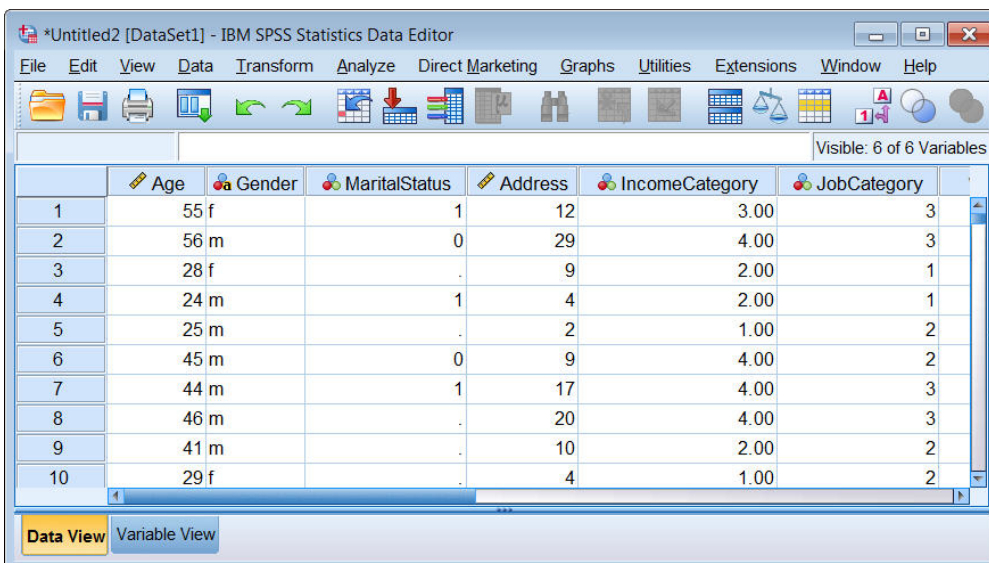 *Untitled2 [DataSet1] - IBM SPSS Statistics Data Editor
File Edit View Data Transform Analyze Direct Marketing Graphs Utilities Extensions Window Help
Visible: 6 of 6 Variables
Age Gender MaritalStatus Address IncomeCategory JobCategory
1 55 f 1 12 3.00 3
2 56 m 0 29 4.00 3
3 28 f . 9 2.00 1
4 24 m 1 4 2.00 1
5 25 m . 2 1.00 2
6 45 m 0 9 4.00 2
7 44 m 1 17 4.00 3
8 46 m . 20 4.00 3
9 41 m . 10 2.00 2
10 29 f . 4 1.00 2
Data View Variable View